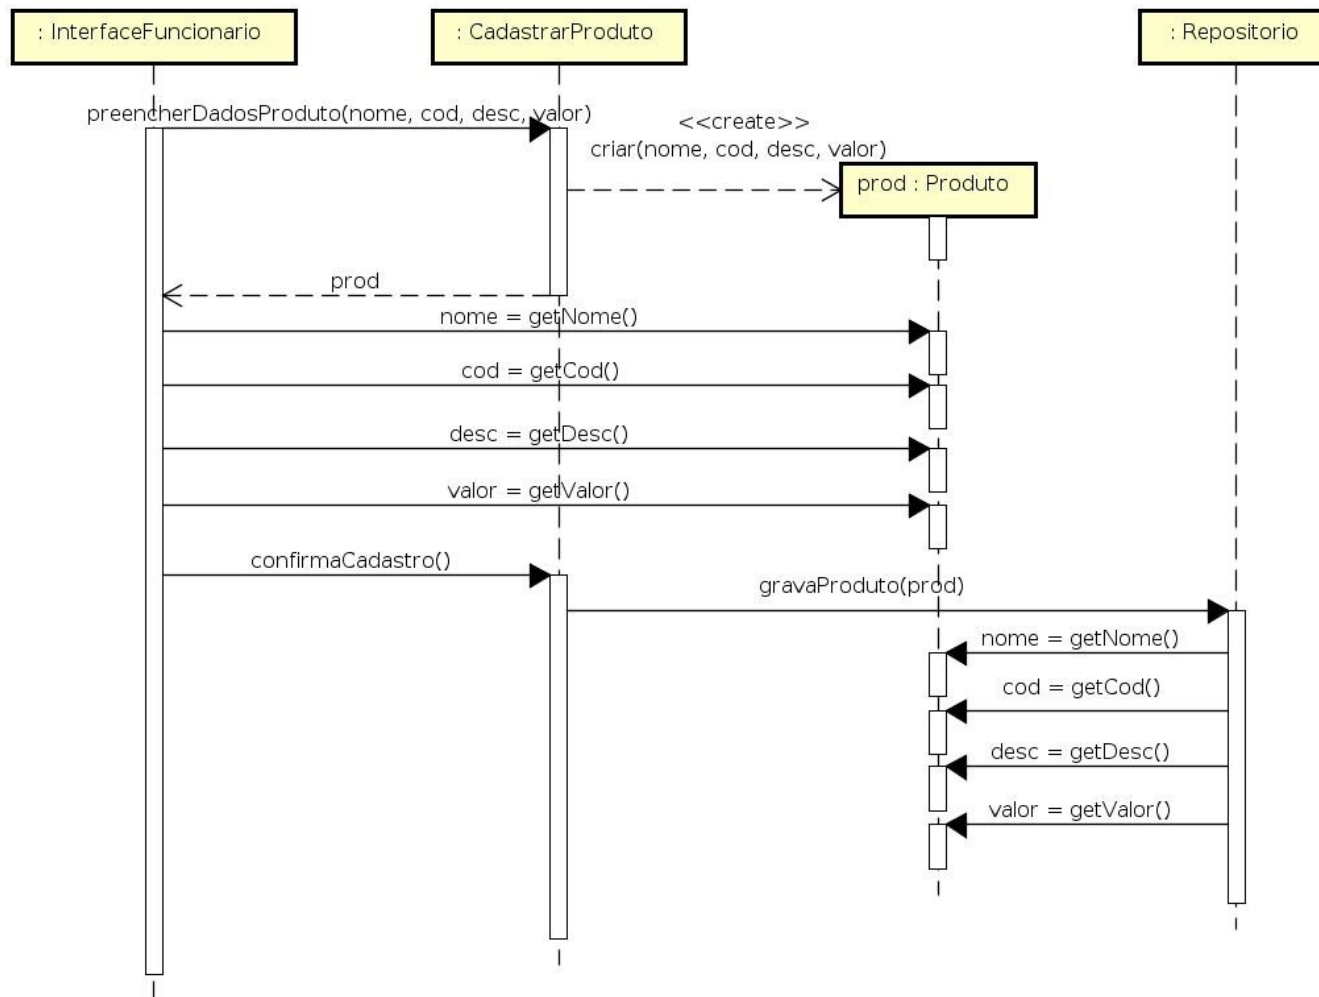 : InterfaceFuncionario
: CadastrarProduto
: Repositorio
preencherDadosProduto(nome, cod, desc, valor)
<<create>>
criar(nome, cod, desc, valor)
prod : Produto
prod
nome = getNome()
cod = getCod()
desc = getDesc()
valor = getValor()
confirmaCadastro()
gravaProduto(prod)
nome = getNome()
cod = getCod()
desc = getDesc()
valor = getValor()